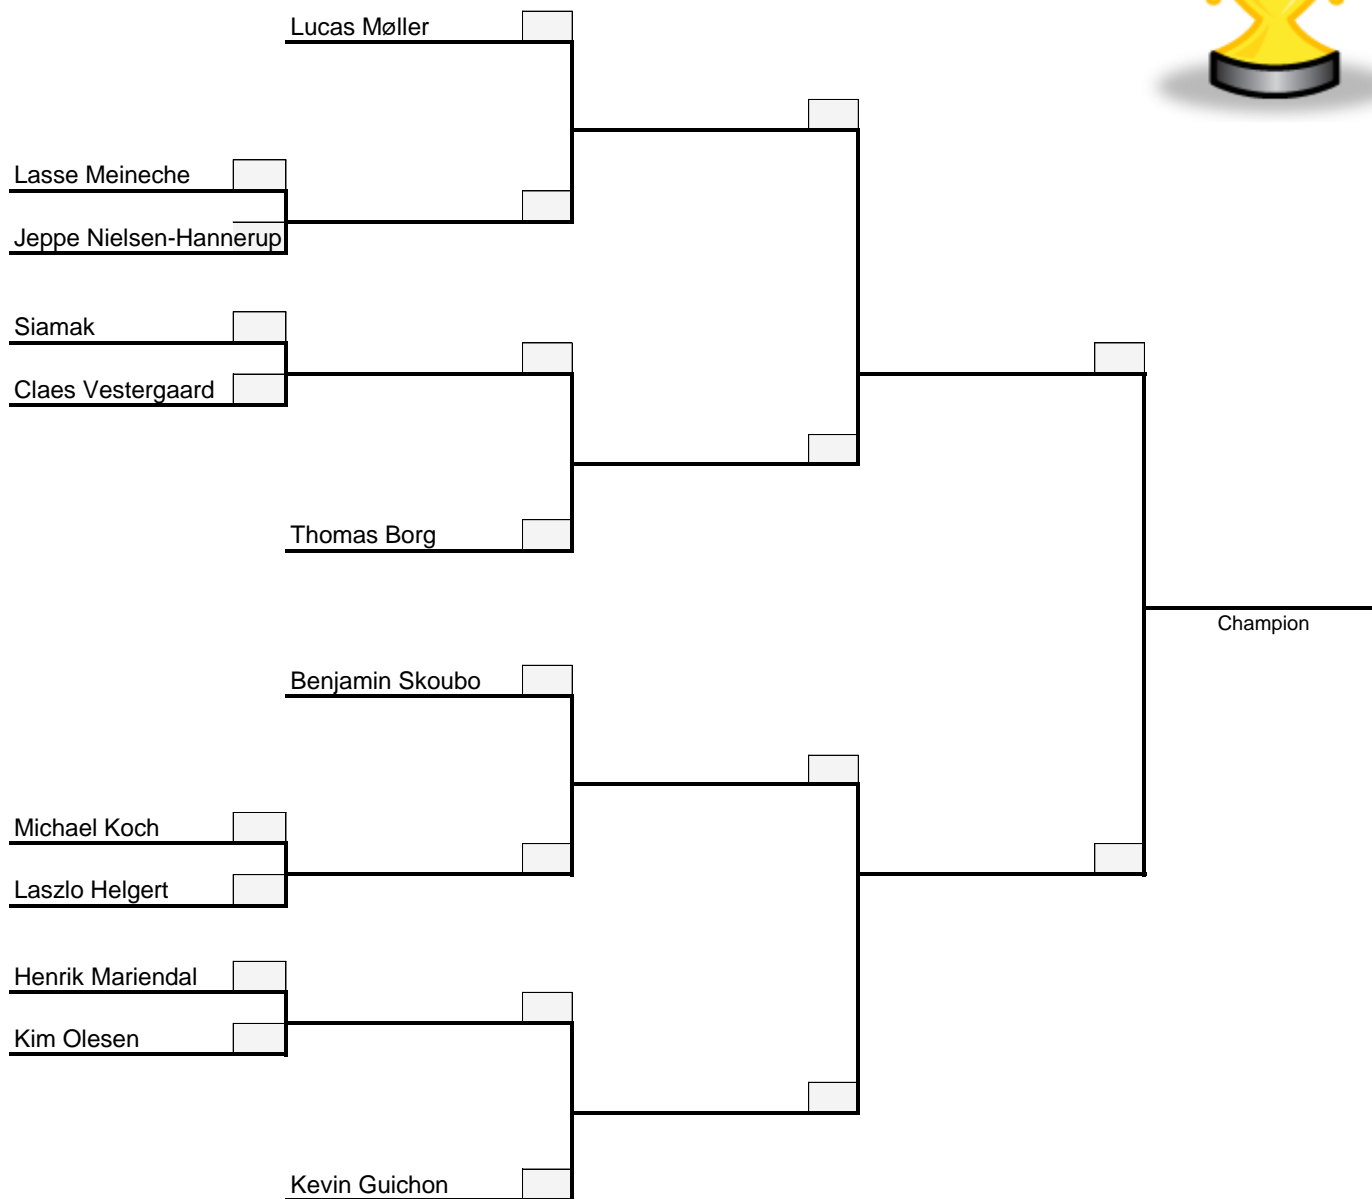 Lucas Møller
Lasse Meineche
Jeppe Nielsen-Hannerup
Siamak
Claes Vestergaard
Thomas Borg
Champion
Benjamin Skoubo
Michael Koch
Laszlo Helgert
Henrik Mariendal
Kim Olesen
Kevin Guichon